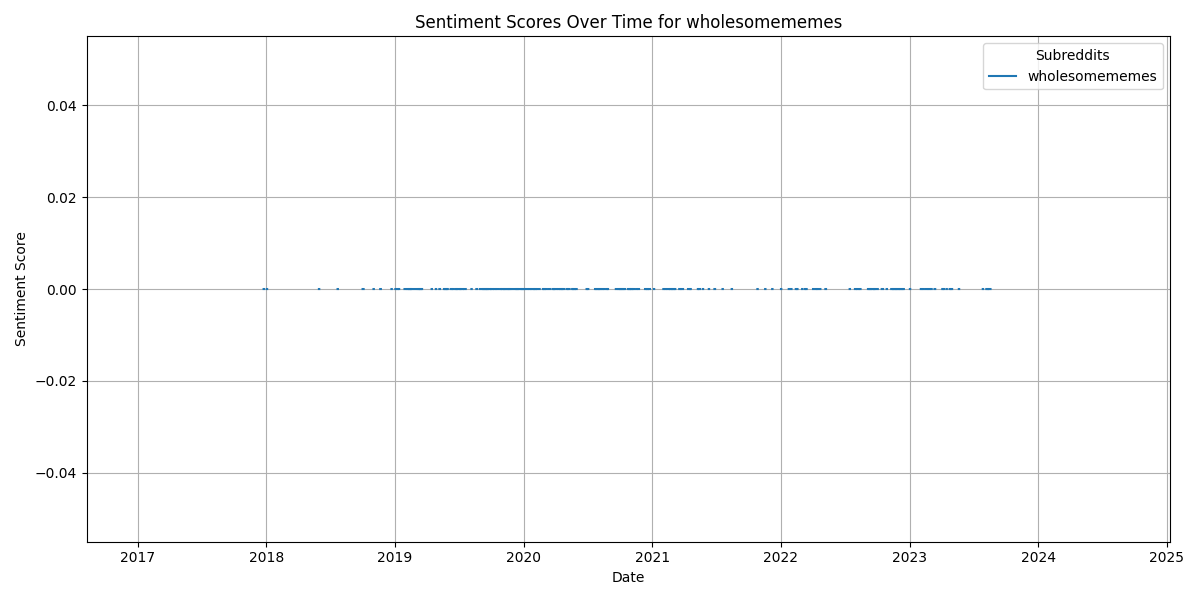 Sentiment Scores Over Time for wholesomememes
Subreddits
wholesomememes
0.04
0.02
0.00
−0.02
−0.04
Sentiment Score
2017 2018 2019 2020 2021 2022 2023 2024 2025
Date